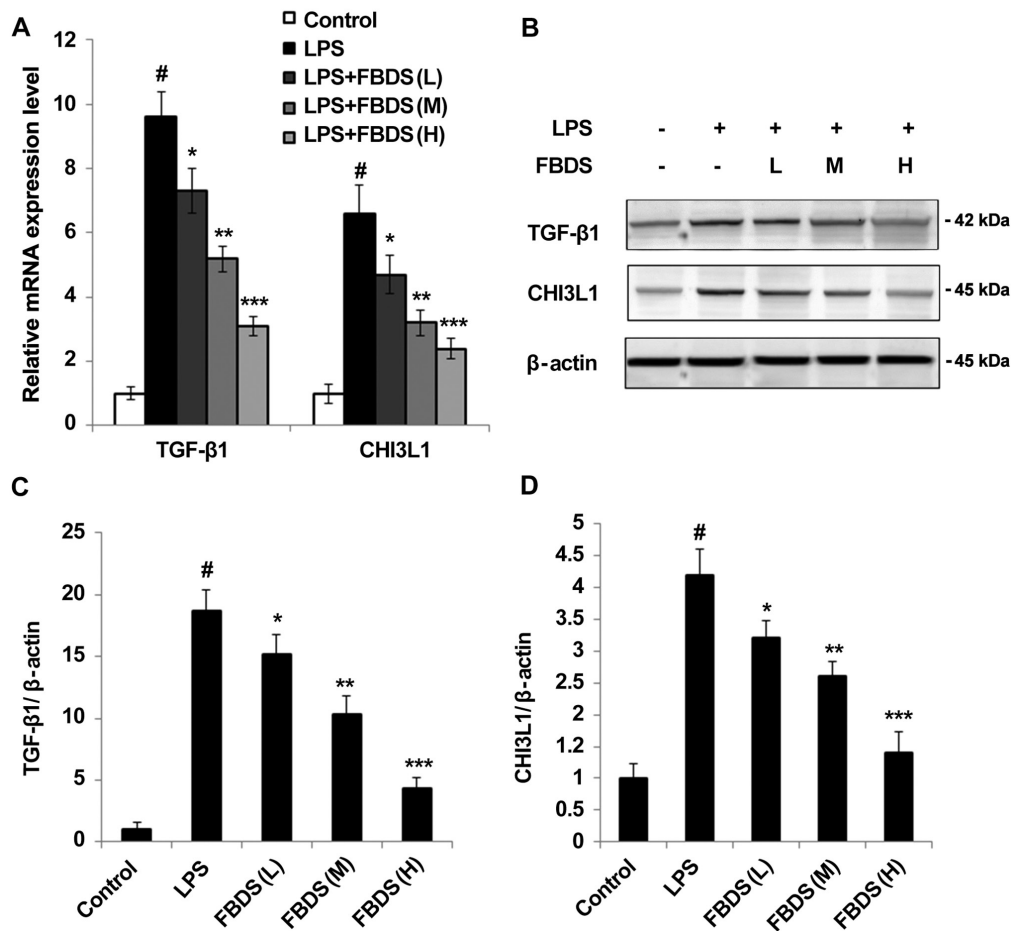 A
Control
LPS
LPS+FBDS (L)
LPS+FBDS (M)
LPS+FBDS (H)
Relative mRNA expression level
12
10
8
6
4
2
0
#
*
**
***
#
*
**
***
TGF-β1
CHI3L1
B
LPS - + + + +
FBDS - - L M H
TGF-β1 - 42 kDa
CHI3L1 - 45 kDa
β-actin - 45 kDa
C
TGF-β1/ β-actin
25
20
15
10
5
0
#
*
**
***
Control
LPS
FBDS (L)
FBDS (M)
FBDS (H)
D
CHI3L1/ β-actin
5
4.5
4
3.5
3
2.5
2
1.2
1
0.5
0
#
*
**
***
Control
LPS
FBDS (L)
FBDS (M)
FBDS (H)